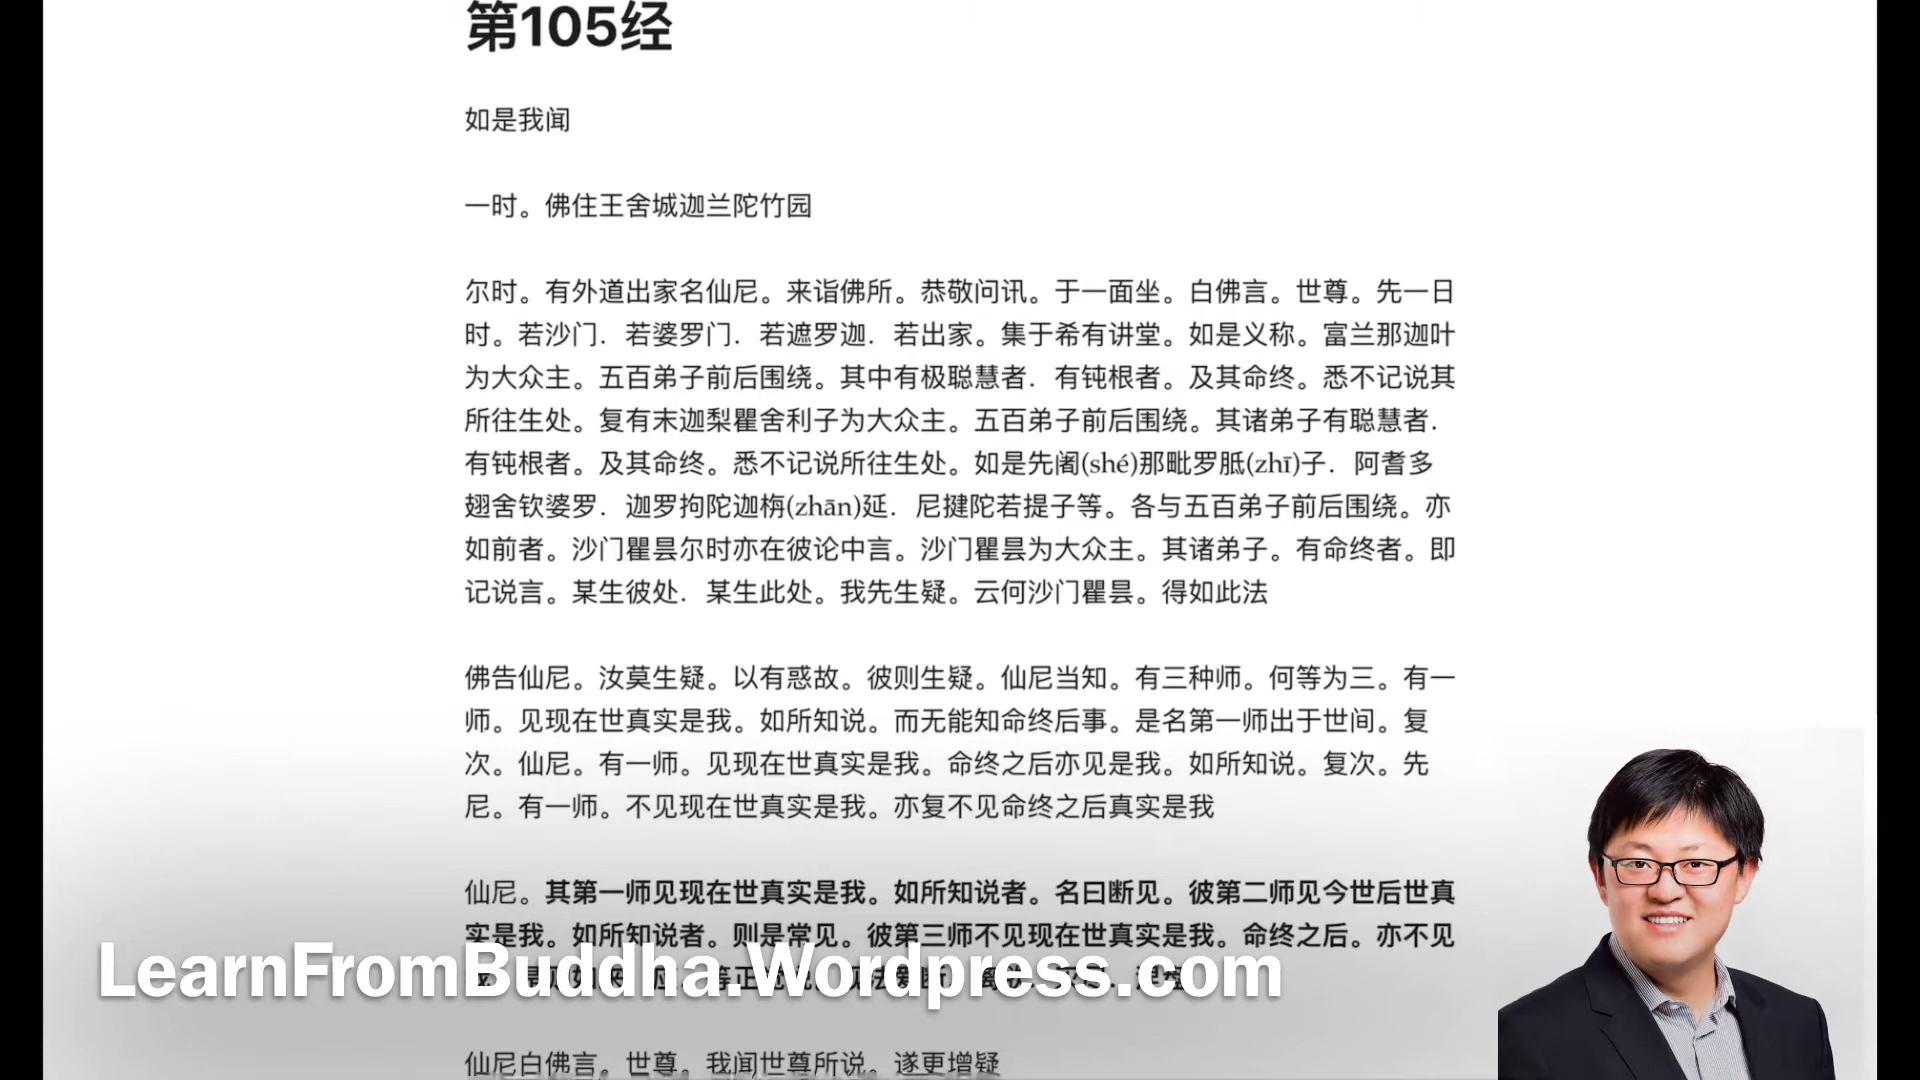 第105经
如是我闻
一时。佛住王舍城迦兰陀竹园
尔时。有外道出家名仙尼。来诣佛所。恭敬问讯。于一面坐。白佛言。世尊。先一日
时。若沙门．若婆罗门．若遮罗迦．若出家。集于希有讲堂。如是义称。富兰那迦叶
为大众主。五百弟子前后围绕。其中有极聪慧者．有钝根者。及其命终。悉不记说其
所往生处。复有末迦梨瞿舍利子为大众主。五百弟子前后围绕。其诸弟子有聪慧者．
有钝根者。及其命终。悉不记说所往生处。如是先阇(shé)那毗罗胝(zhī)子．阿耆多
翅舍钦婆罗．迦罗拘陀迦栴(zhān)延．尼揵陀若提子等。各与五百弟子前后围绕。亦
如前者。沙门瞿昙尔时亦在彼论中言。沙门瞿昙为大众主。其诸弟子。有命终者。即
记说言。某生彼处．某生此处。我先生疑。云何沙门瞿昙。得如此法
佛告仙尼。汝莫生疑。以有惑故。彼则生疑。仙尼当知。有三种师。何等为三。有一
师。见现在世真实是我。如所知说。而无能知命终后事。是名第一师出于世间。复
次。仙尼。有一师。见现在世真实是我。命终之后亦见是我。如所知说。复次。先
尼。有一师。不见现在世真实是我。亦复不见命终之后真实是我
仙尼。其第一师见现在世真实是我。如所知说者。名曰断见。彼第二师见今世后世真
实是我。如所知说者。则是常见。彼第三师不见现在世真实是我。命终之后。亦不见
LearnFromBuddha.Wordpress.com
仙尼白佛言。世尊。我闻世尊所说。遂更增疑